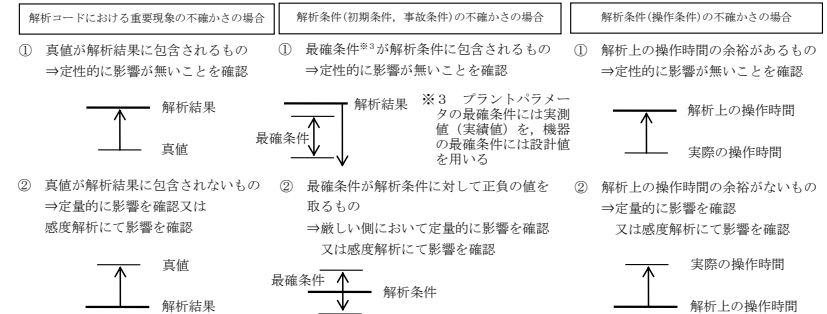 解析コードにおける重要現象の不確かさの場合
① 真値が解析結果に包含されるもの
⇒定性的に影響が無いことを確認
解析結果
真値
② 真値が解析結果に包含されないもの
⇒定量的に影響を確認又は
感度解析にて影響を確認
真値
解析結果
解析条件(初期条件，事故条件)の不確かさの場合
① 最確条件※3が解析条件に包含されるもの
⇒定性的に影響が無いことを確認
解析結果
最確条件
※3 プラントパラメー
タの最確条件には実測
値（実績値）を，機器
の最確条件には設計値
を用いる
② 最確条件が解析条件に対して正負の値を
取るもの
⇒厳しい側において定量的に影響を確認
又は感度解析にて影響を確認
最確条件
解析条件
解析条件(操作条件)の不確かさの場合
① 解析上の操作時間の余裕があるもの
⇒定性的に影響が無いことを確認
解析上の操作時間
実際の操作時間
② 解析上の操作時間の余裕がないもの
⇒定量的に影響を確認
又は感度解析にて影響を確認
実際の操作時間
解析上の操作時間